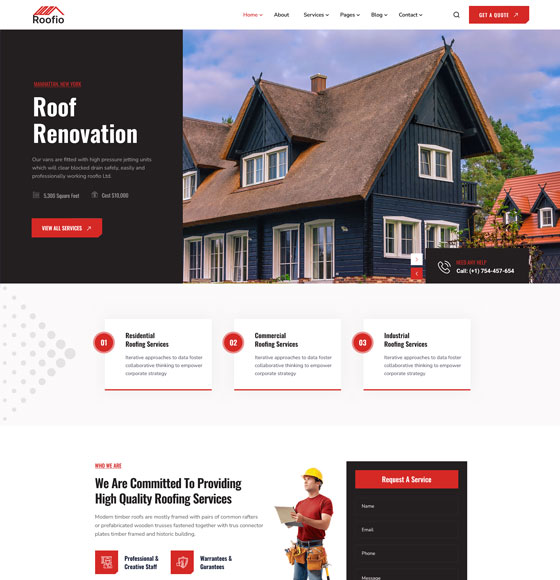 Roofio
Home About Services Pages Blog Contact
GET A QUOTE
MANHATTAN, NEW YORK
Roof
Renovation
Our vans are fitted with high pressure jetting units
which will clear blocked drain safely, easily and
professionally working roofio Ltd.
5,300 Square Feet Cost $10,000
VIEW ALL SERVICES
NEED ANY HELP
Call: (+1) 754-457-654
01
Residential
Roofing Services
Iterative approaches to data foster
collaborative thinking to empower
corporate strategy
02
Commercial
Roofing Services
Iterative approaches to data foster
collaborative thinking to empower
corporate strategy
03
Industrial
Roofing Services
Iterative approaches to data foster
collaborative thinking to empower
corporate strategy.
WHO WE ARE
We Are Committed To Providing
High Quality Roofing Services
Modern timber roofs are mostly framed with pairs of common rafters
or prefabricated wooden trusses fastened together with trus connector
plates timber framed and historic building.
Professional &
Creative Staff
Warrantees &
Gurantees
Request A Service
Name
Email
Phone
Message